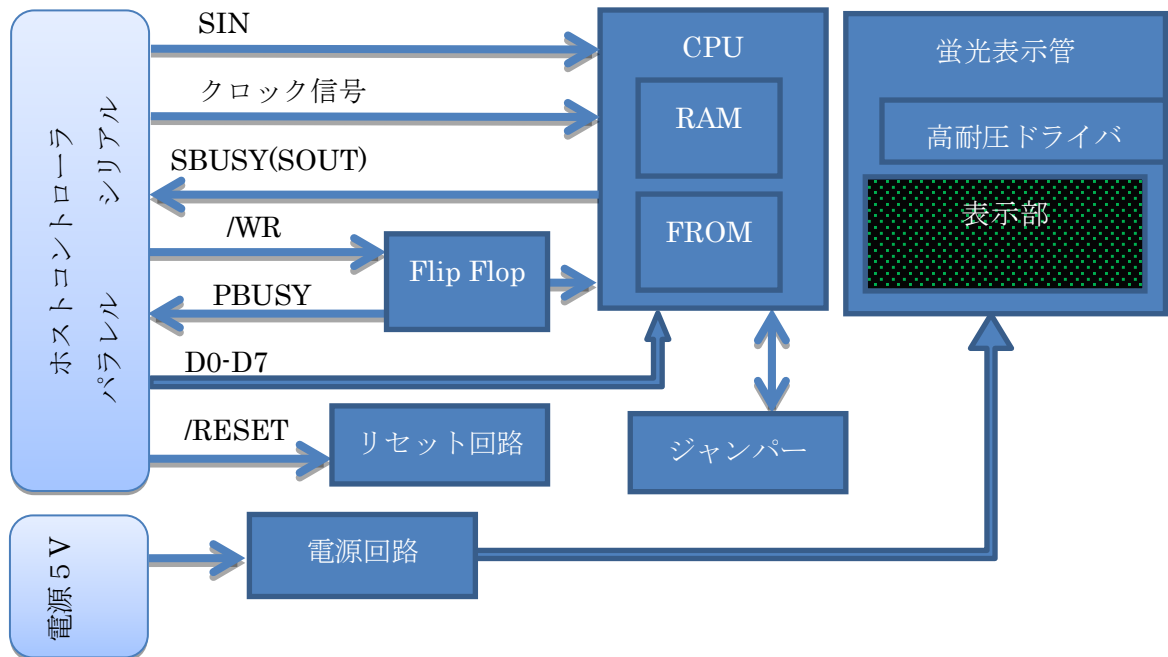 SIN
クロック信号
SBUSY(SOUT)
/WR
PBUSY
D0-D7
/RESET
ホストコントローラ
シリアル
パラレル
Flip Flop
リセット回路
CPU
RAM
FROM
ジャンパー
蛍光表示管
高耐圧ドライバ
表示部
電源５V
電源回路